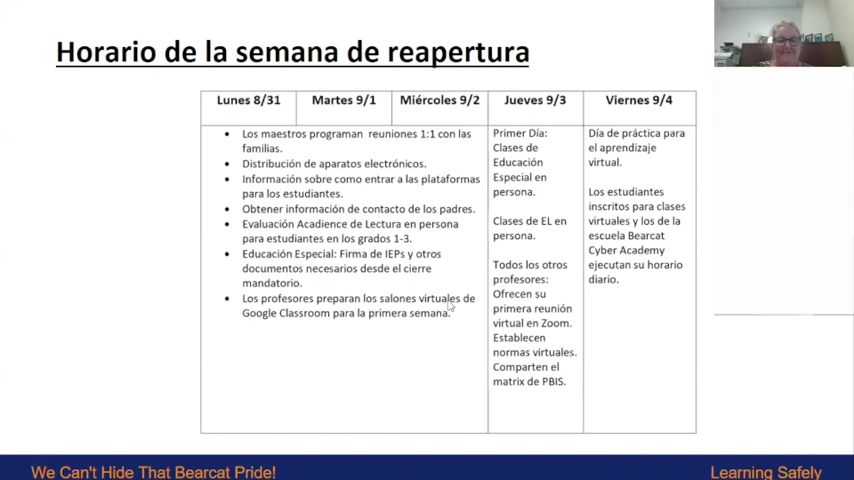 Horario de la semana de reapertura
Lunes 8/31
Martes 9/1
Miércoles 9/2
Jueves 9/3
Viernes 9/4
• Los maestros programan reuniones 1:1 con las
familias.
• Distribución de aparatos electrónicos.
• Información sobre como entrar a las plataformas
para los estudiantes.
• Obtener información de contacto de los padres.
• Evaluación Acadience de Lectura en persona
para estudiantes en los grados 1-3.
• Educación Especial: Firma de IEPs y otros
documentos necesarios desde el cierre
mandatorio.
• Los profesores preparan los salones virtuales de
Google Classroom para la primera semana.
Primer Día:
Clases de
Educación
Especial en
persona.
Clases de EL en
persona.
Todos los otros
profesores:
Ofrecen su
primera reunión
virtual en Zoom.
Establecen
normas virtuales.
Comparten el
matrix de PBIS.
Día de práctica para
el aprendizaje
virtual.
Los estudiantes
inscritos para clases
virtuales y los de la
escuela Bearcat
Cyber Academy
ejecutan su horario
diario.
We Can't Hide That Bearcat Pride!
Learning Safely